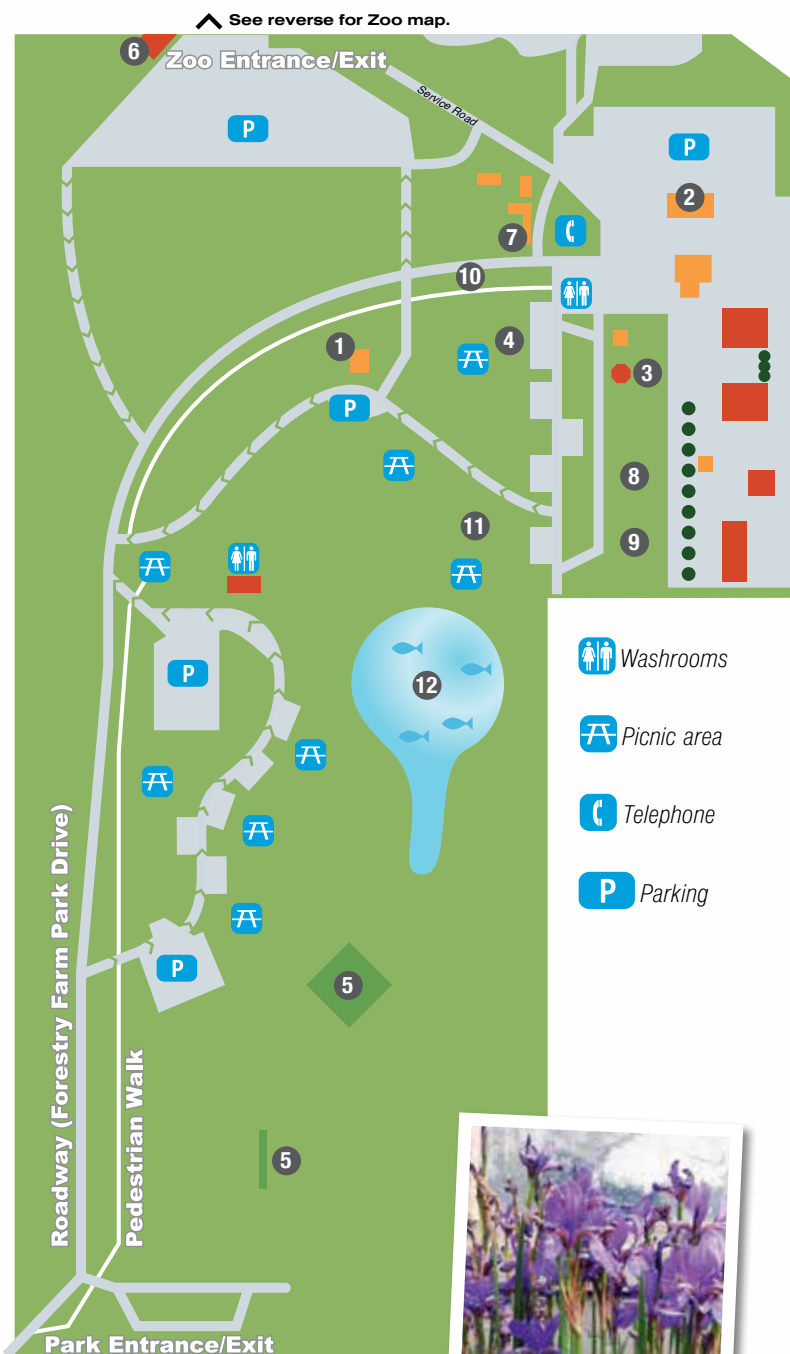 See reverse for Zoo map.
6
Zoo Entrance/Exit
Service Road
P
P
2
7
10
1
4
3
P
8
11
9
P
12
Washrooms
Picnic area
Telephone
P Parking
P
5
5
Roadway (Forestry Farm Park Drive)
Pedestrian Walk
Park Entrance/Exit